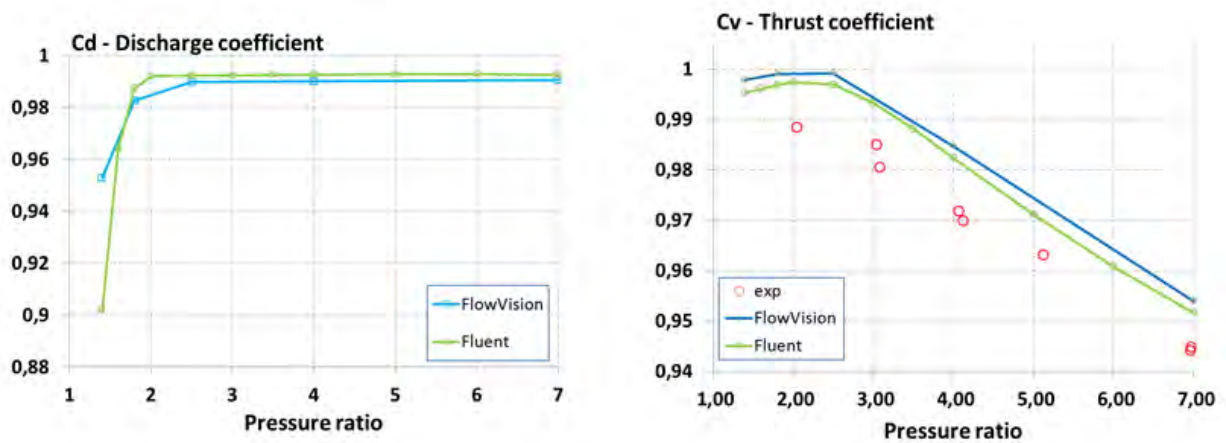 Cd - Discharge coefficient
1
0,98
0,96
0,94
0,92
0,9
0,88
1 2 3 4 5 6 7
Pressure ratio
FlowVision
Fluent
Cv - Thrust coefficient
1
0,99
0,98
0,97
0,96
0,95
0,94
1,00 2,00 3,00 4,00 5,00 6,00 7,00
Pressure ratio
exp
FlowVision
Fluent